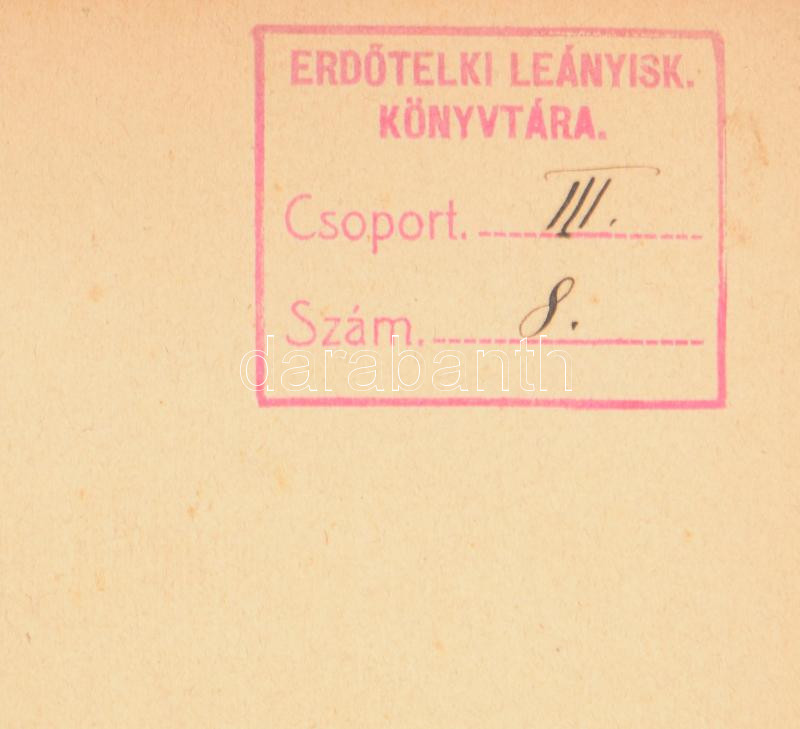 ERDŐTELKI LEÁNYISK.
KÖNYVTÁRA.
Csoport. III.
Szám. 8.
darabanth